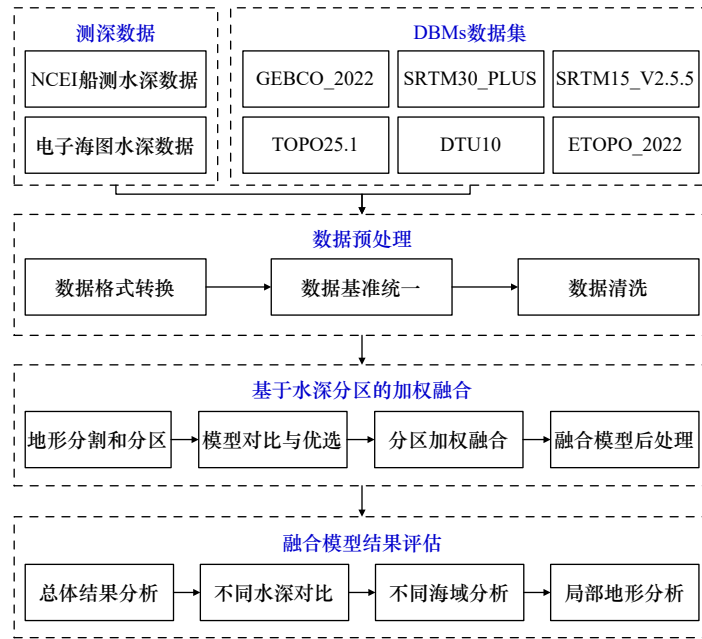 测深数据
DBMs数据集
NCEI船测水深数据
GEBCO_2022
SRTM30_PLUS
SRTM15_V2.5.5
电子海图水深数据
TOPO25.1
DTU10
ETOPO_2022
数据预处理
数据格式转换
数据基准统一
数据清洗
基于水深分区的加权融合
地形分割和分区
模型对比与优选
分区加权融合
融合模型后处理
融合模型结果评估
总体结果分析
不同水深对比
不同海域分析
局部地形分析